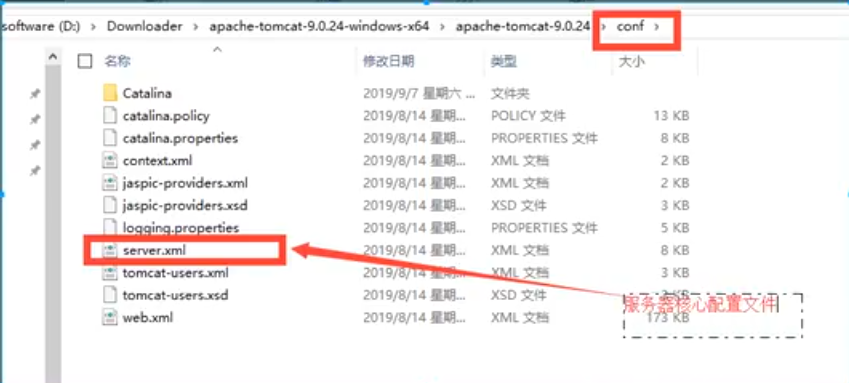 software (D:) › Downloader › apache-tomcat-9.0.24-windows-x64 › apache-tomcat-9.0.24 › conf ›
名称 修改日期 类型 大小
Catalina 2019/9/7 星期六 ... 文件夹
catalina.policy 2019/8/14 星期... POLICY 文件 13 KB
catalina.properties 2019/8/14 星期... PROPERTIES 文件 8 KB
context.xml 2019/8/14 星期... XML 文档 2 KB
jaspic-providers.xml 2019/8/14 星期... XML 文档 2 KB
jaspic-providers.xsd 2019/8/14 星期... XSD 文件 3 KB
logging.properties 2019/8/14 星期... PROPERTIES 文件 5 KB
server.xml 2019/8/14 星期... XML 文档 8 KB
tomcat-users.xml 2019/8/14 星期... XML 文档 3 KB
tomcat-users.xsd 2019/8/14 星期... XSD 文件
服务器核心配置文件
web.xml 2019/8/14 星期... XML 文档 173 KB